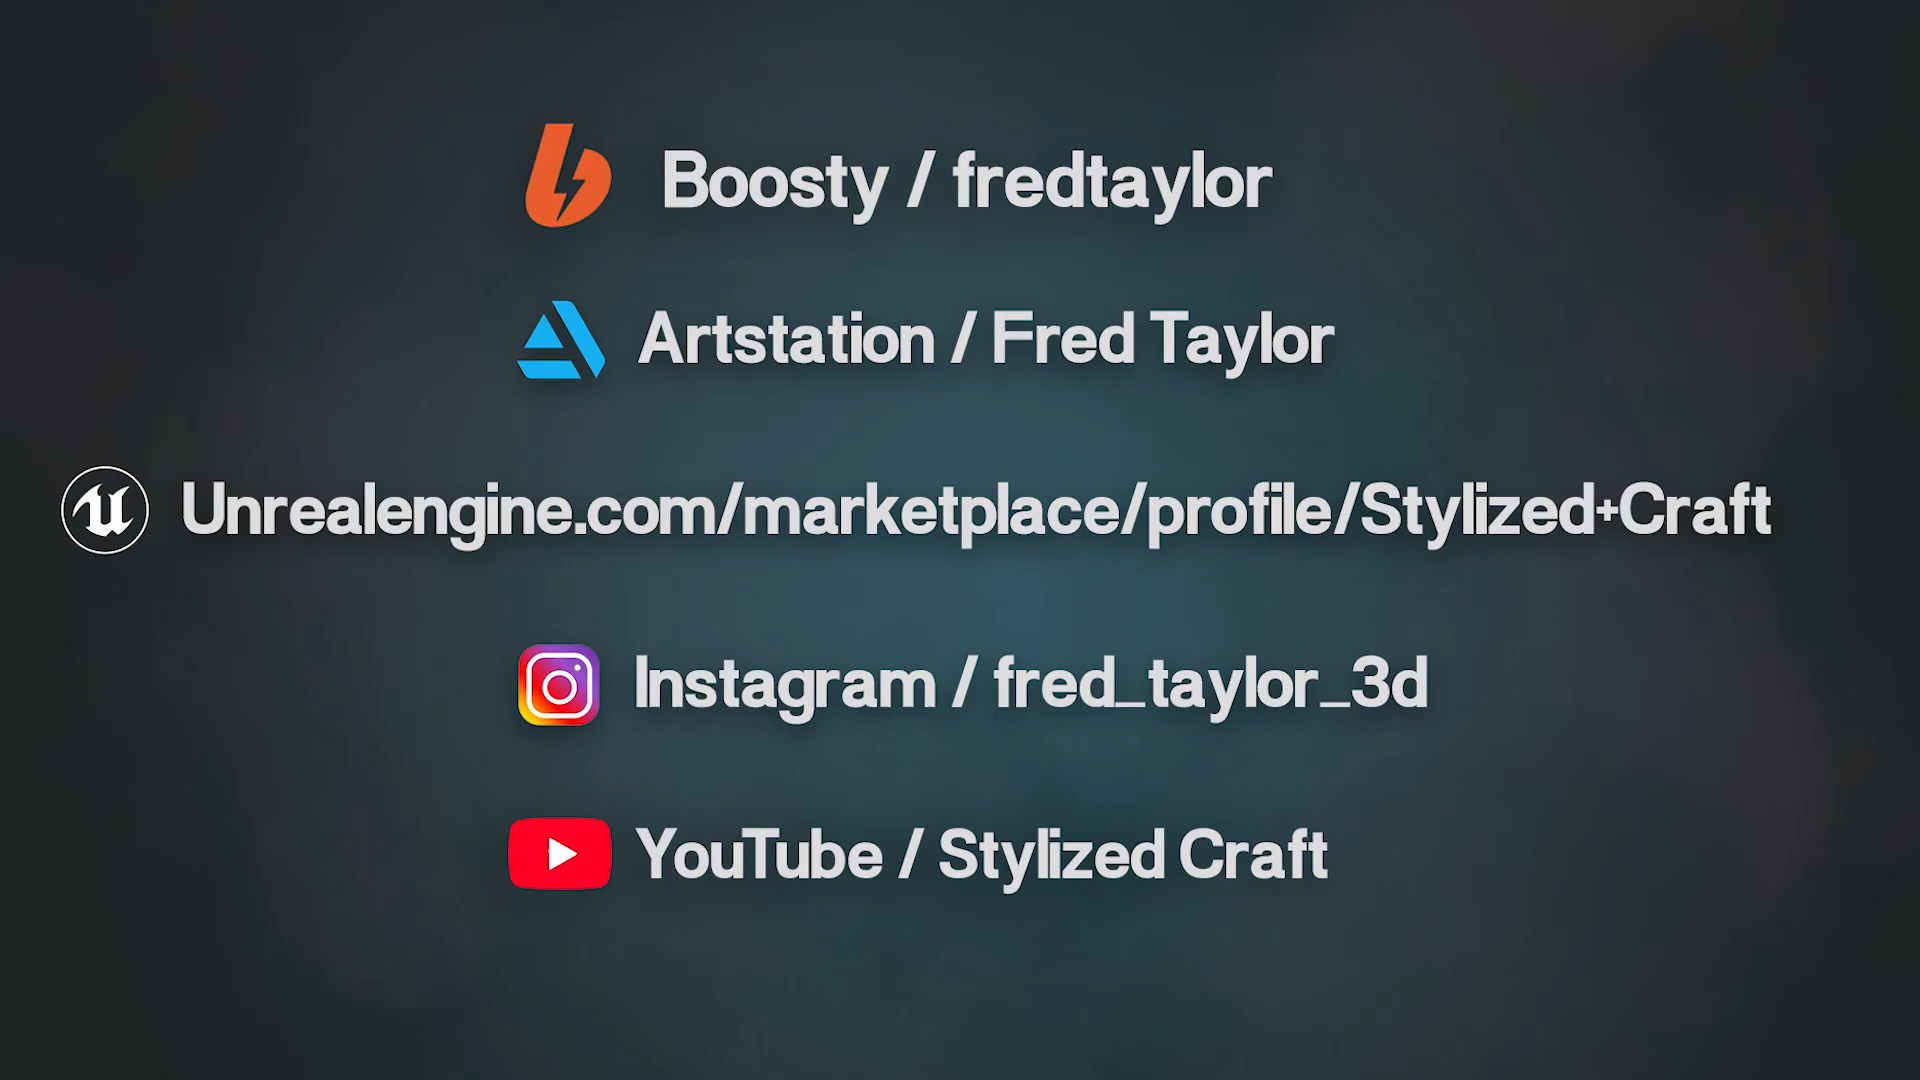 Boosty / fredtaylor
Artstation / Fred Taylor
Unrealengine.com/marketplace/profile/Stylized+Craft
Instagram / fred_taylor_3d
YouTube / Stylized Craft